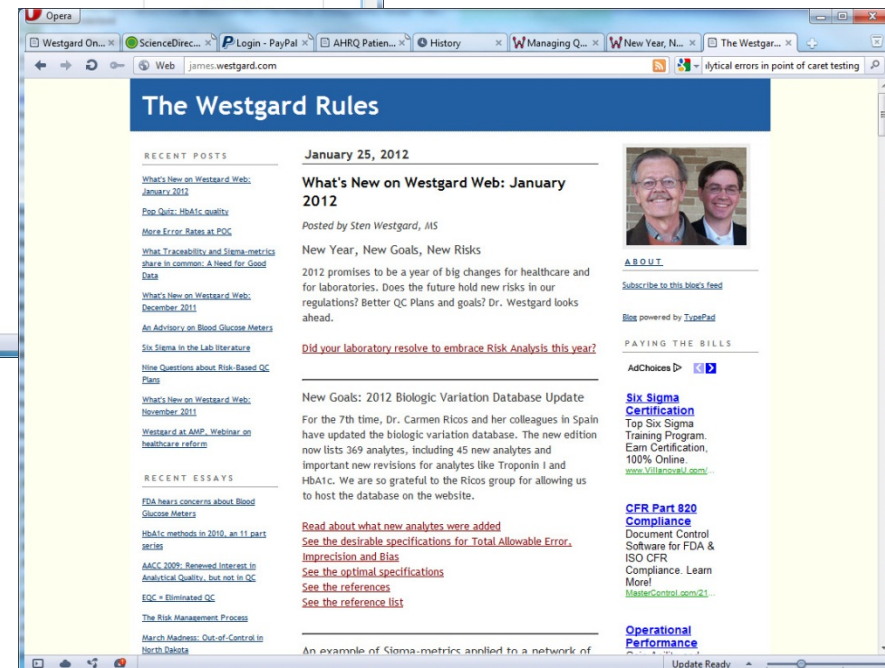 Opera
Westgard On...
ScienceDirec...
Login - PayPal
AHRQ Patien...
History
Managing Q...
New Year, N...
The Westgar...
Web james.westgard.com
lytical errors in point of caret testing
The Westgard Rules
RECENT POSTS
What's New on Westgard Web:
January 2012
Pop Quiz: HbA1c quality
More Error Rates at POC
What Traceability and Sigma-metrics
share in common: A Need for Good
Data
What's New on Westgard Web:
December 2011
An Advisory on Blood Glucose Meters
Six Sigma in the Lab literature
Nine Questions about Risk-Based QC
Plans
What's New on Westgard Web:
November 2011
Westgard at AMP, Webinar on
healthcare reform
RECENT ESSAYS
FDA hears concerns about Blood
Glucose Meters
HbA1c methods in 2010, an 11 part
series
AACC 2009: Renewed Interest in
Analytical Quality, but not in QC
EQC = Eliminated QC
The Risk Management Process
March Madness: Out-of-Control in
North Dakota
January 25, 2012
What's New on Westgard Web: January
2012
Posted by Sten Westgard, MS
New Year, New Goals, New Risks
2012 promises to be a year of big changes for healthcare and
for laboratories. Does the future hold new risks in our
regulations? Better QC Plans and goals? Dr. Westgard looks
ahead.
Did your laboratory resolve to embrace Risk Analysis this year?
New Goals: 2012 Biologic Variation Database Update
For the 7th time, Dr. Carmen Ricos and her colleagues in Spain
have updated the biologic variation database. The new edition
now lists 369 analytes, including 45 new analytes and
important new revisions for analytes like Troponin I and
HbA1c. We are so grateful to the Ricos group for allowing us
to host the database on the website.
Read about what new analytes were added
See the desirable specifications for Total Allowable Error,
Imprecision and Bias
See the optimal specifications
See the references
See the reference list
An example of Sigma-metrics applied to a network of
ABOUT
Subscribe to this blog's feed
Blog powered by TypePad
PAYING THE BILLS
AdChoices
Six Sigma
Certification
Top Six Sigma
Training Program.
Earn Certification,
100% Online.
www.VillanovaU.com/...
CFR Part 820
Compliance
Document Control
Software for FDA &
ISO CFR
Compliance. Learn
More!
MasterControl.com/21...
Operational
Performance
Update Ready